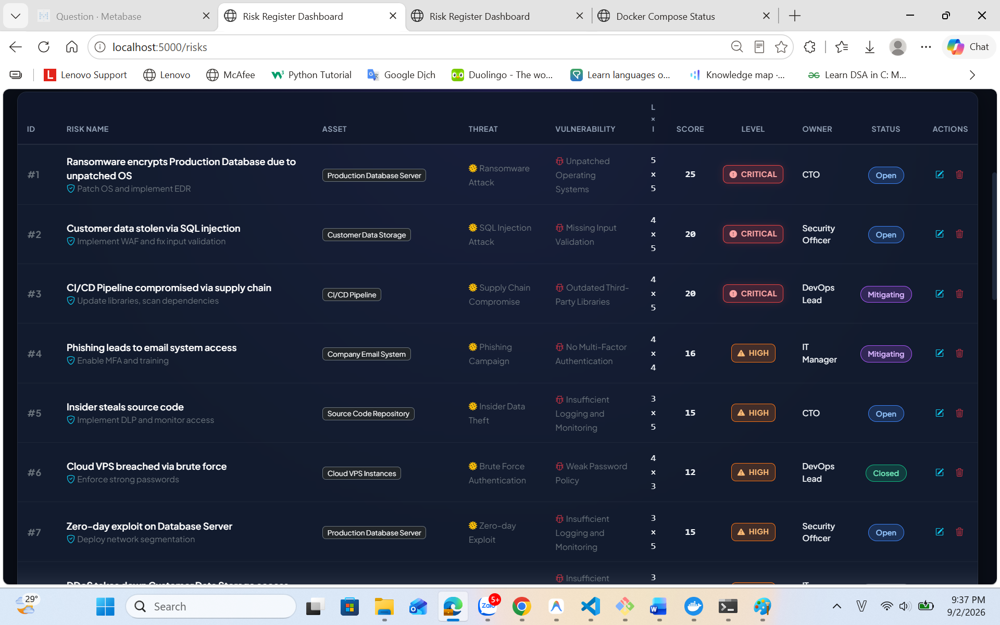 Question · Metabase
Risk Register Dashboard
Risk Register Dashboard
Docker Compose Status
localhost:5000/risks
Chat
Lenovo Support
Lenovo
McAfee
Python Tutorial
Google Dịch
Duolingo - The wo...
Learn languages o...
Knowledge map ·...
Learn DSA in C: M...
ID RISK NAME ASSET THREAT VULNERABILITY L × I SCORE LEVEL OWNER STATUS ACTIONS
#1
Ransomware encrypts Production Database due to
unpatched OS
Patch OS and implement EDR
Production Database Server
Ransomware
Attack
Unpatched
Operating
Systems
5
x
5
25
CRITICAL
CTO
Open
#2
Customer data stolen via SQL injection
Implement WAF and fix input validation
Customer Data Storage
SQL Injection
Attack
Missing Input
Validation
4
x
5
20
CRITICAL
Security
Officer
Open
#3
CI/CD Pipeline compromised via supply chain
Update libraries, scan dependencies
CI/CD Pipeline
Supply Chain
Compromise
Outdated Third-
Party Libraries
4
x
5
20
CRITICAL
DevOps
Lead
Mitigating
#4
Phishing leads to email system access
Enable MFA and training
Company Email System
Phishing
Campaign
No Multi-Factor
Authentication
4
x
4
16
HIGH
IT
Manager
Mitigating
#5
Insider steals source code
Implement DLP and monitor access
Source Code Repository
Insider Data
Theft
Insufficient
Logging and
Monitoring
3
x
5
15
HIGH
CTO
Open
#6
Cloud VPS breached via brute force
Enforce strong passwords
Cloud VPS Instances
Brute Force
Authentication
Weak Password
Policy
4
x
3
12
HIGH
DevOps
Lead
Closed
#7
Zero-day exploit on Database Server
Deploy network segmentation
Production Database Server
Zero-day
Exploit
Insufficient
Logging and
Monitoring
3
x
5
15
HIGH
Security
Officer
Open
DDoS takes down Customer Data Storage access
Insufficient
3
IT
29°
Search
Zalo
5+
V
9:37 PM
9/2/2026